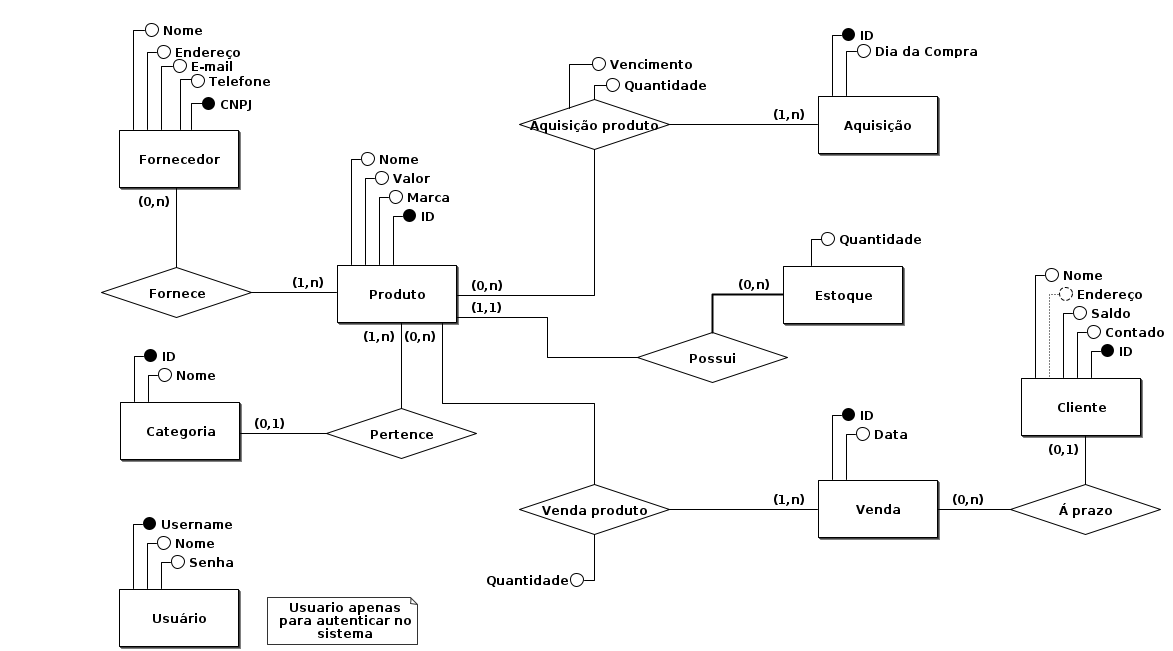 Nome
Endereço
E-mail
Telefone
CNPJ
Fornecedor
(0,n)
Fornece
(1,n)
Nome
Valor
Marca
ID
Produto
(0,n)
(1,1)
(1,n)
(0,n)
Vencimento
Quantidade
Aquisição produto
(1,n)
ID
Dia da Compra
Aquisição
Quantidade
(0,n)
Estoque
Possui
ID
Nome
Categoria
(0,1)
Pertence
Nome
Endereço
Saldo
Contado
ID
Cliente
(0,1)
Á prazo
(0,n)
ID
Data
Venda
(1,n)
Venda produto
Quantidade
Username
Nome
Senha
Usuário
Usuario apenas
para autenticar no
sistema